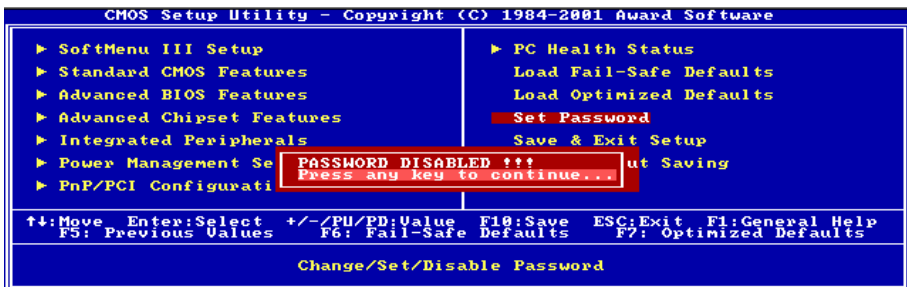 CMOS Setup Utility - Copyright (C) 1984-2001 Award Software
SoftMenu III Setup
Standard CMOS Features
Advanced BIOS Features
Advanced Chipset Features
Integrated Peripherals
Power Management Se
PnP/PCI Configurati
PC Health Status
Load Fail-Safe Defaults
Load Optimized Defaults
Set Password
Save & Exit Setup
ut Saving
PASSWORD DISABLED !!!
Press any key to continue...
↑↓:Move Enter:Select +/-/PU/PD:Value F10:Save ESC:Exit F1:General Help
F5: Previous Values F6: Fail-Safe Defaults F7: Optimized Defaults
Change/Set/Disable Password